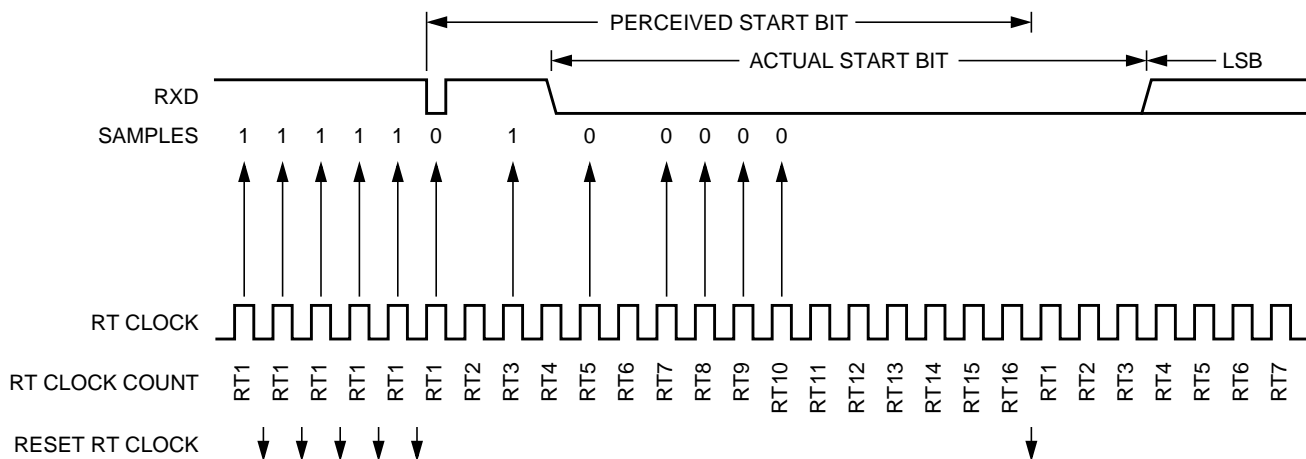 PERCEIVED START BIT
ACTUAL START BIT LSB
RXD
SAMPLES 1 1 1 1 1 0 1 0 0 0 0 0
RT CLOCK
RT CLOCK COUNT RT1 RT1 RT1 RT1 RT1 RT1 RT2 RT3 RT4 RT5 RT6 RT7 RT8 RT9 RT10 RT11 RT12 RT13 RT14 RT15 RT16 RT1 RT2 RT3 RT4 RT5 RT6 RT7
RESET RT CLOCK